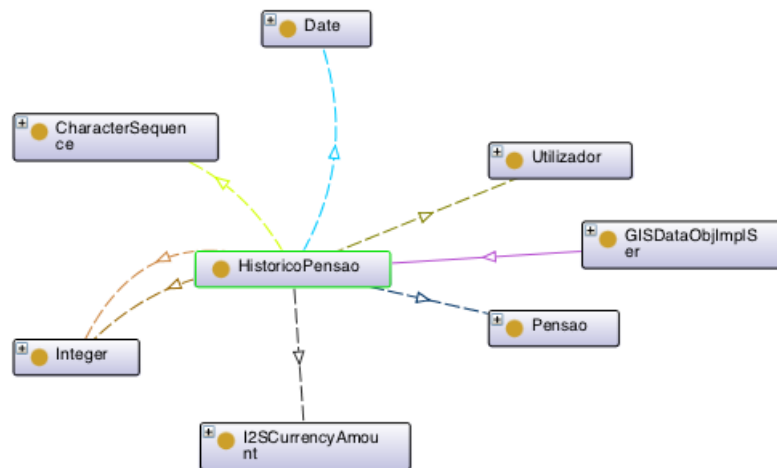 Date
CharacterSequen
ce
Utilizador
GISDataObjImplS
er
HistoricoPensao
Pensao
Integer
I2SCurrencyAmou
nt